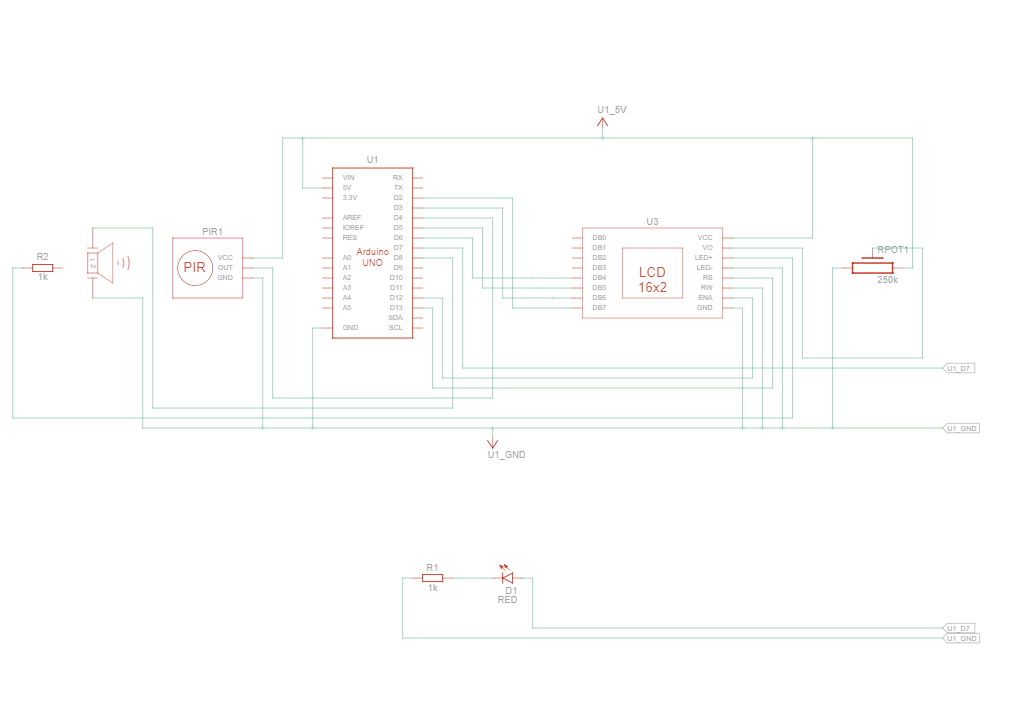 U1_5V
U1
VIN
5V
3.3V
AREF
IOREF
RES
A0
A1
A2
A3
A4
A5
GND
Arduino
UNO
RX
TX
D2
D3
D4
D5
D6
D7
D8
D9
D10
D11
D12
D13
SDA
SCL
R2
1k
1 2
PIR1
PIR
VCC
OUT
GND
U3
DB0
DB1
DB2
DB3
DB4
DB5
DB6
DB7
LCD
16x2
VCC
VO
LED+
LED-
RS
RW
ENA
GND
RPOT1
250k
U1_D7
U1_GND
U1_GND
R1
1k
D1
RED
U1_D7
U1_GND